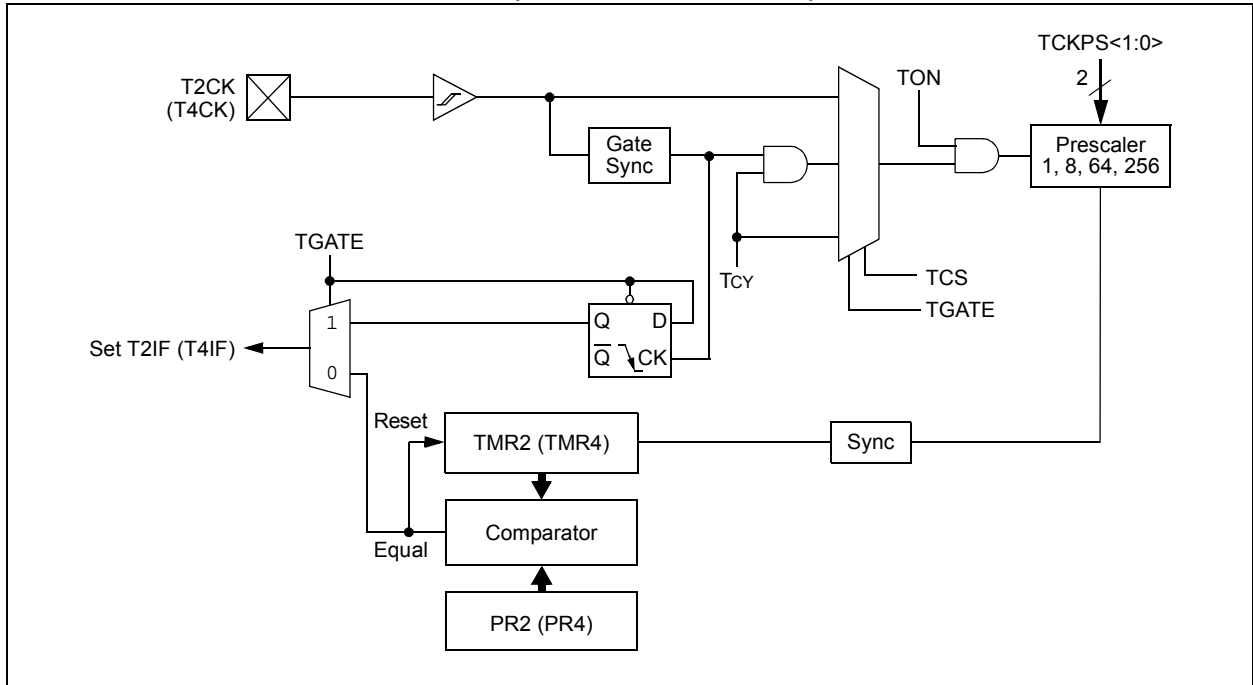 TCKPS<1:0>
2
TON
T2CK
(T4CK)
Gate
Sync
Prescaler
1, 8, 64, 256
TGATE
TCY
TCS
TGATE
1
Q
D
Set T2IF (T4IF)
Q
CK
0
Reset
TMR2 (TMR4)
Sync
Comparator
Equal
PR2 (PR4)